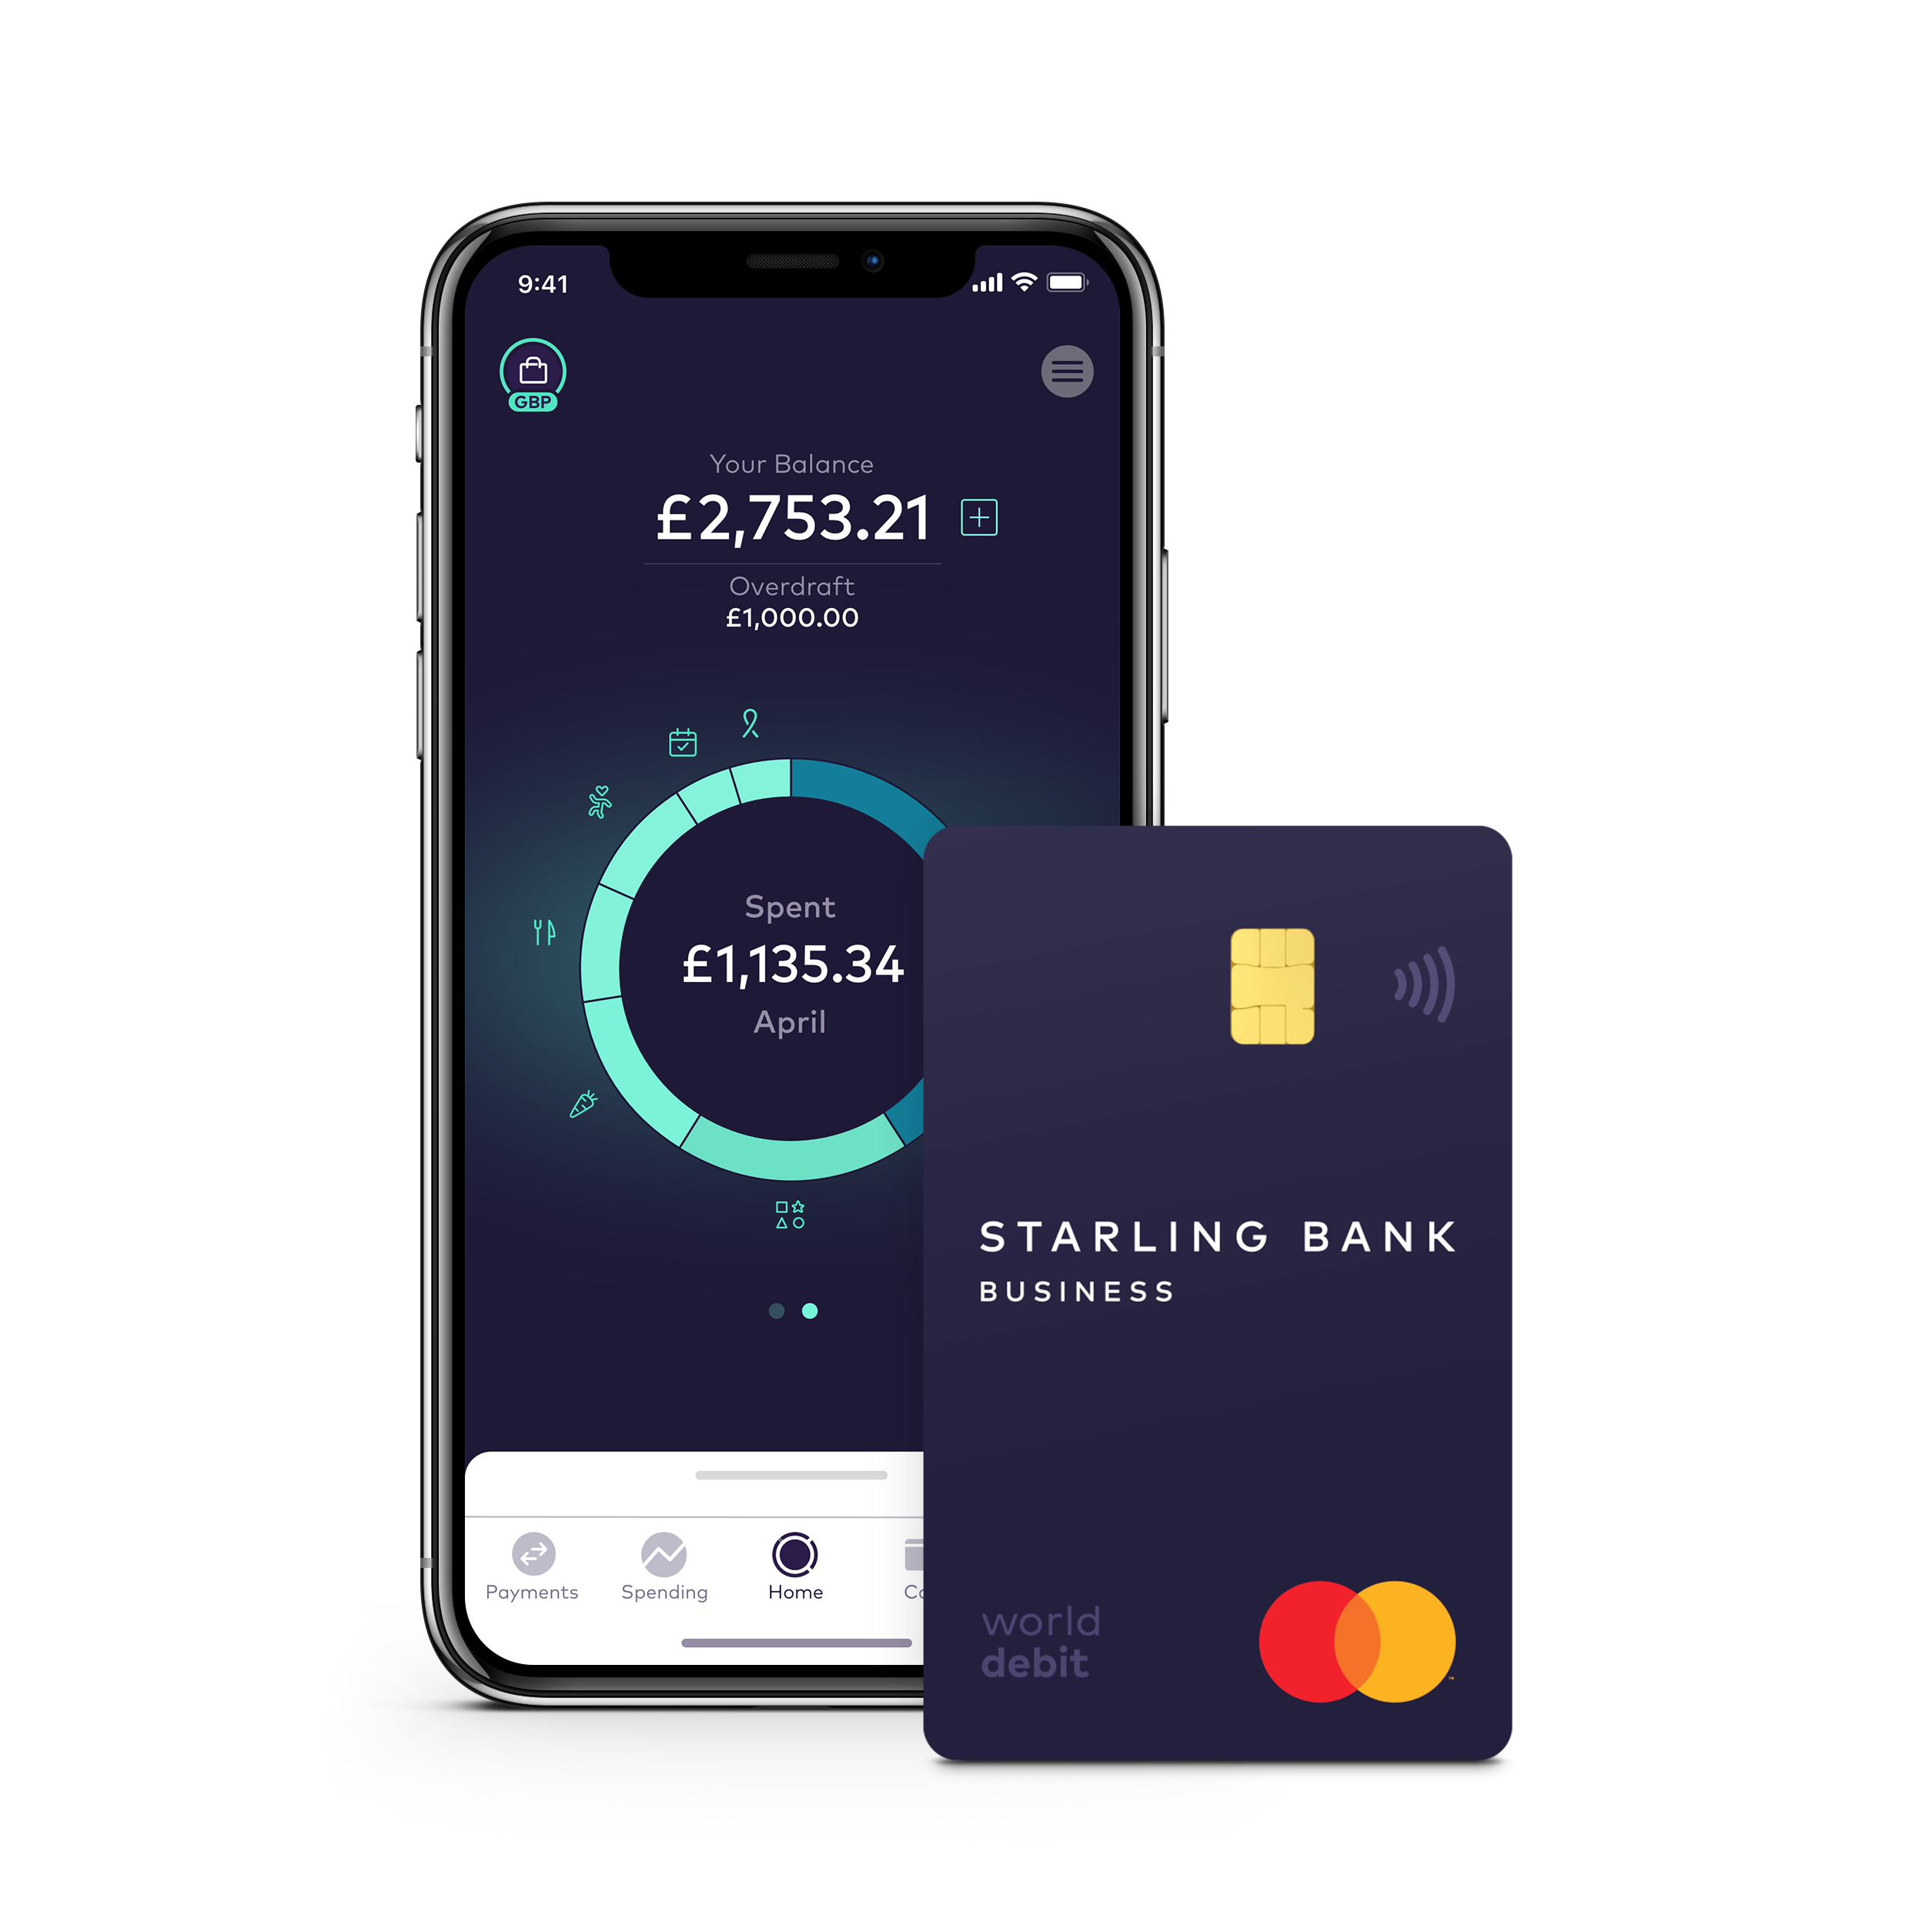 9:41
GBP
Your Balance
£2,753.21
Overdraft
£1,000.00
Spent
£1,135.34
April
Payments
Spending
Home
STARLING BANK
BUSINESS
world
debit
™